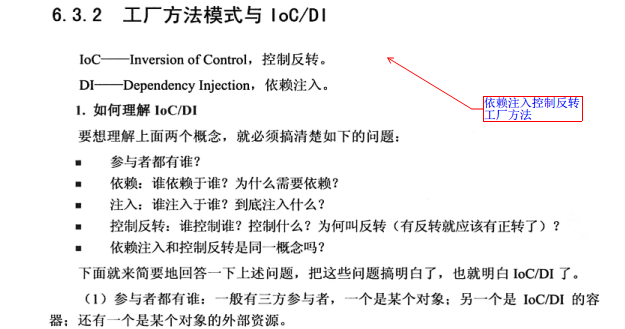 6.3.2 工厂方法模式与 IoC/DI
IoC——Inversion of Control，控制反转。
DI——Dependency Injection，依赖注入。
依赖注入控制反转
工厂方法
1. 如何理解 IoC/DI
要想理解上面两个概念，就必须搞清楚如下的问题：
■ 参与者都有谁？
■ 依赖：谁依赖于谁？为什么需要依赖？
■ 注入：谁注入于谁？到底注入什么？
■ 控制反转：谁控制谁？控制什么？为何叫反转（有反转就应该有正转了）？
■ 依赖注入和控制反转是同一概念吗？
下面就来简要地回答一下上述问题，把这些问题搞明白了，也就明白 IoC/DI 了。
（1）参与者都有谁：一般有三方参与者，一个是某个对象；另一个是 IoC/DI 的容
器；还有一个是某个对象的外部资源。